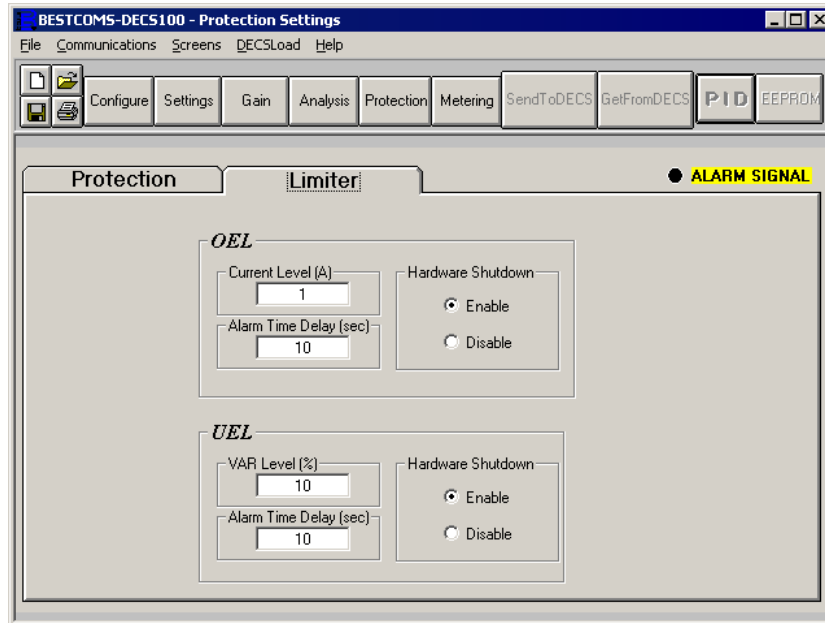 BESTCOMS-DECS100 - Protection Settings
File Communications Screens DECSLoad Help
Configure Settings Gain Analysis Protection Metering SendToDECS GetFromDECS PID EEPROM
Protection Limiter ALARM SIGNAL
OEL
Current Level (A) Hardware Shutdown
1
Enable
Alarm Time Delay (sec)
10
Disable
UEL
VAR Level (%) Hardware Shutdown
10
Enable
Alarm Time Delay (sec)
10
Disable